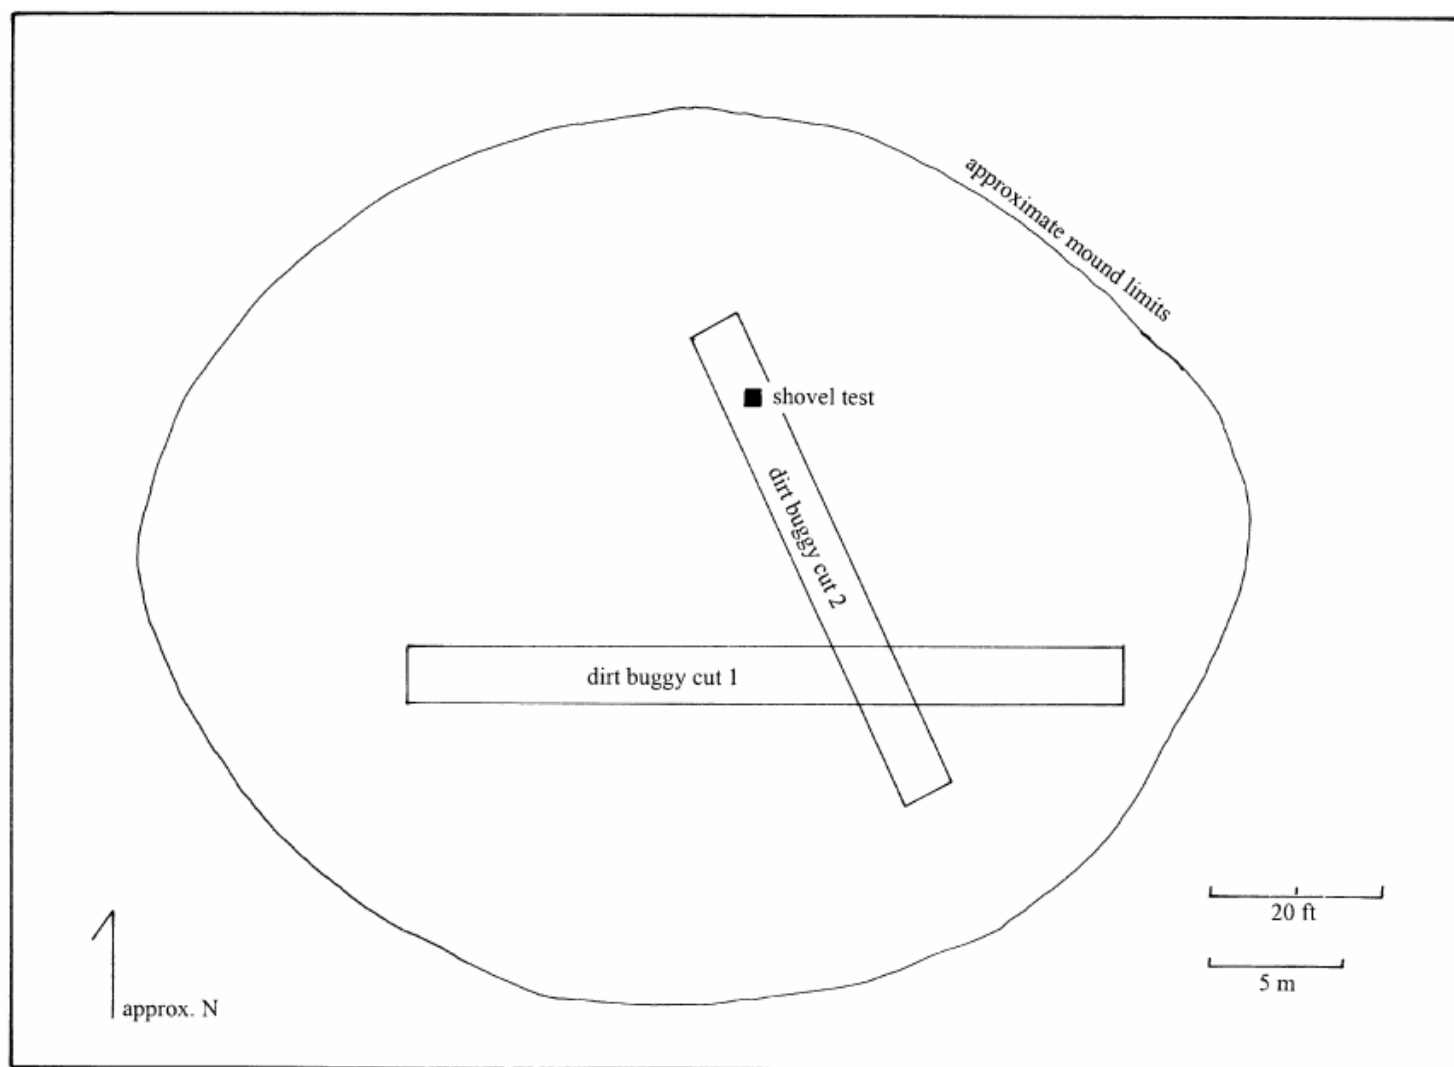 approximate mound limits
shovel test
dirt buggy cut 2
dirt buggy cut 1
20 ft
5 m
approx. N